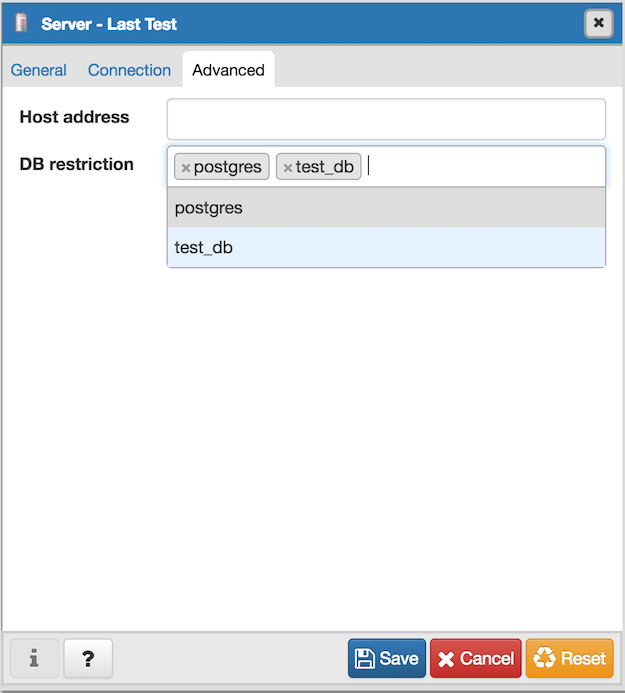 Server - Last Test
General Connection Advanced
Host address
DB restriction ×postgres ×test_db
postgres
test_db
i ? Save Cancel Reset